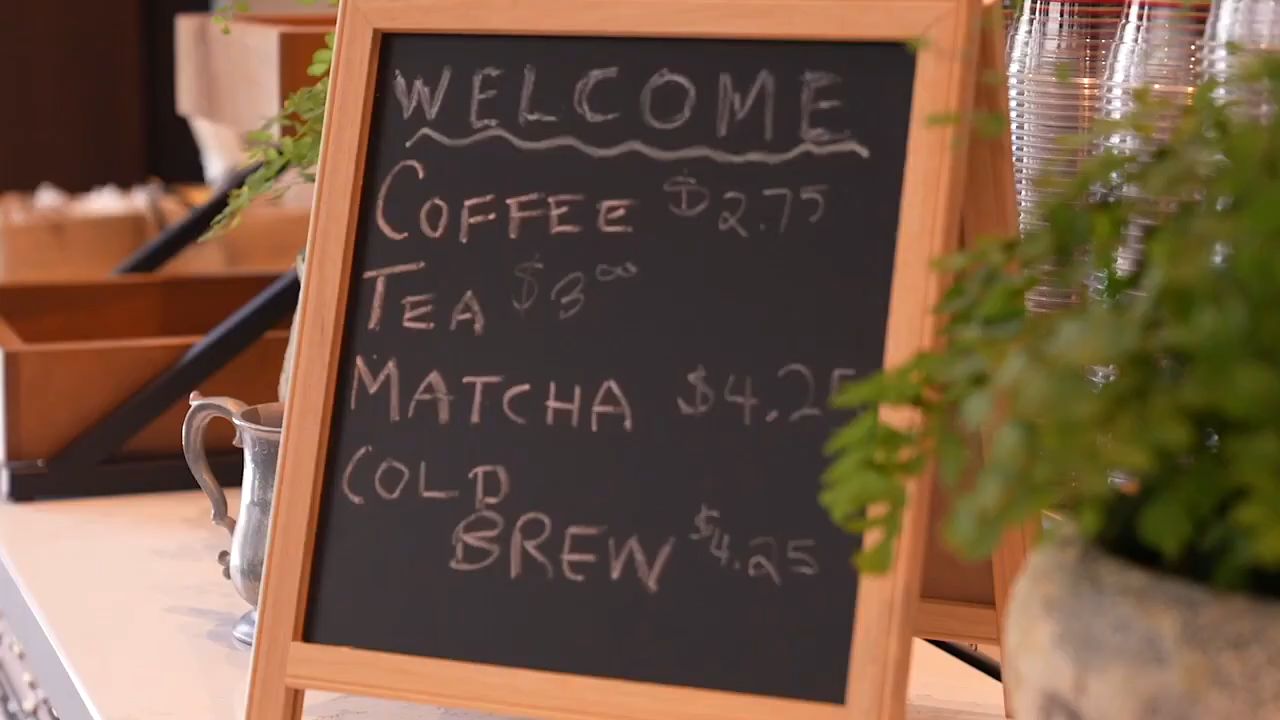 WELCOME
COFFEE $2.75
TEA $3⁰⁰
MATCHA $4.25
COLD
BREW $4.25